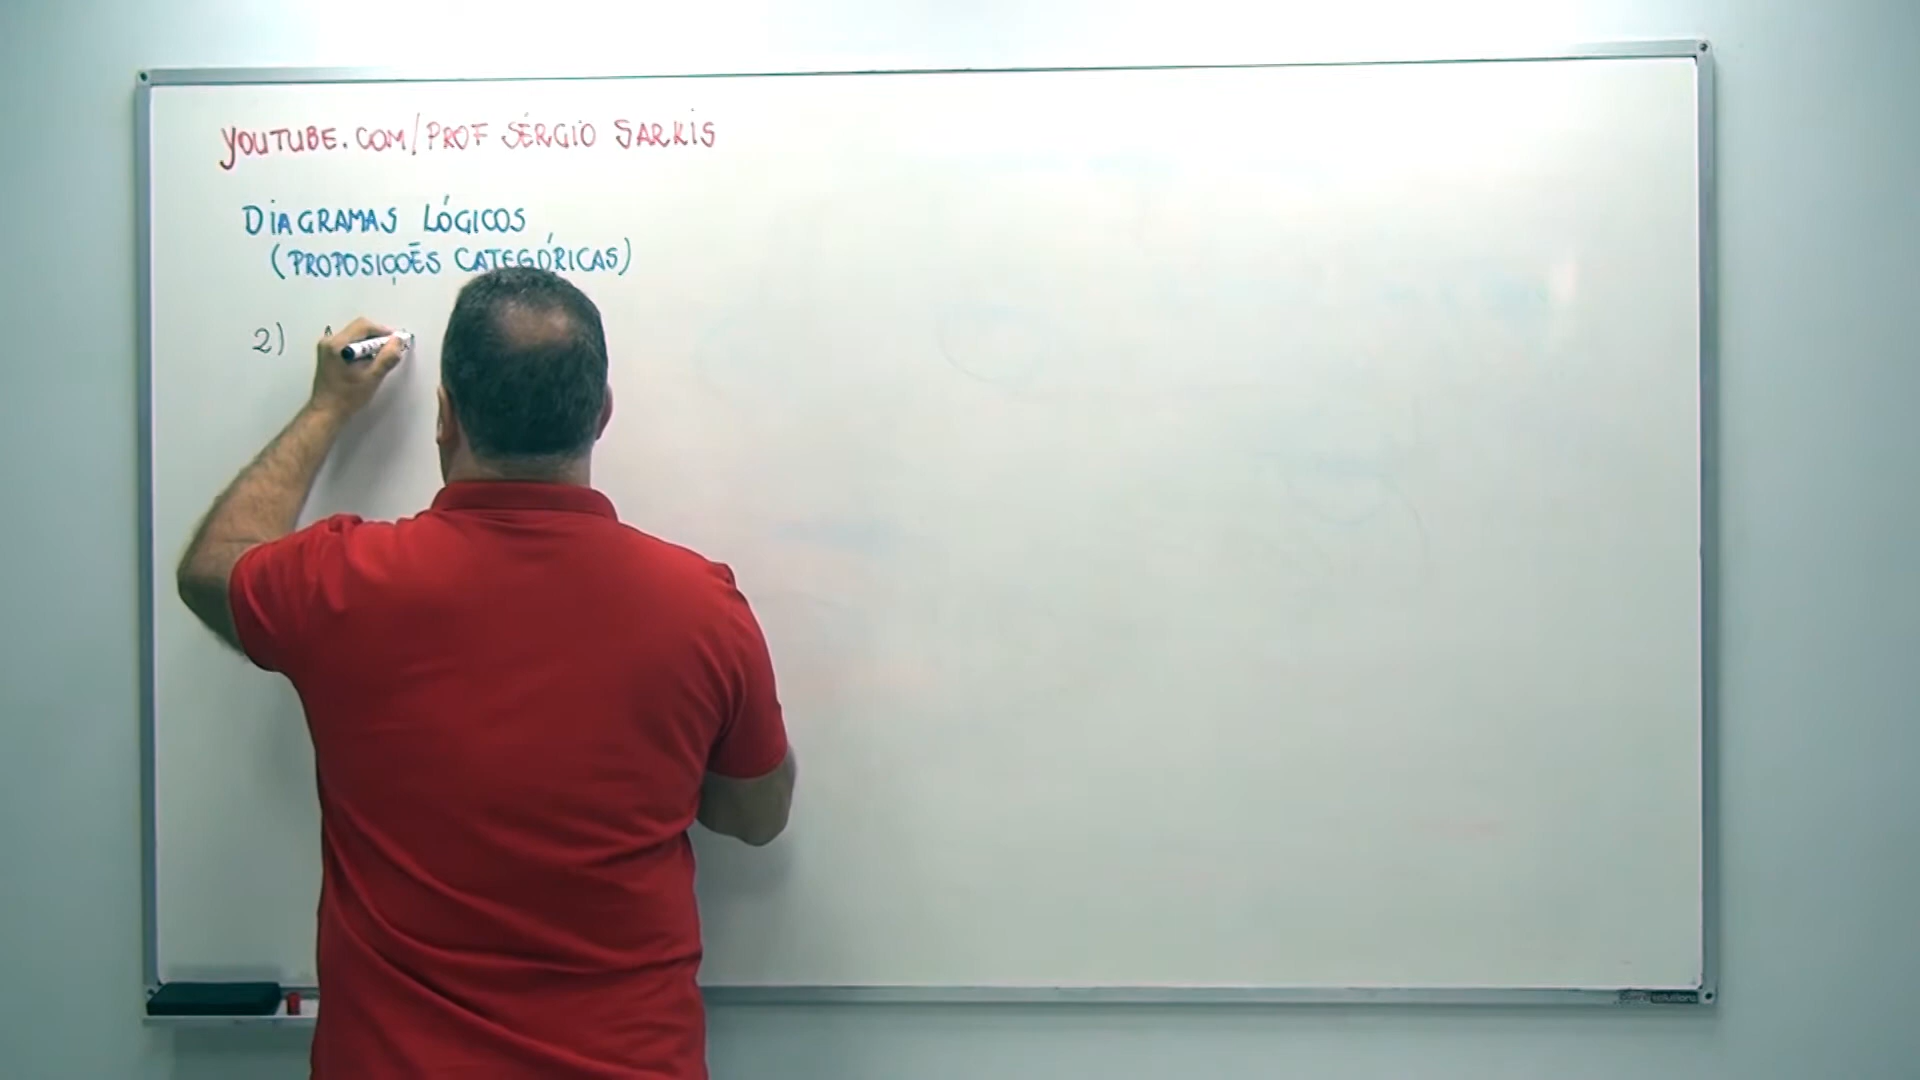 YOUTUBE.COM/PROF SÉRGIO SARKIS
DIAGRAMAS LÓGICOS
(PROPOSIÇÕES CATEGÓRICAS)
2)